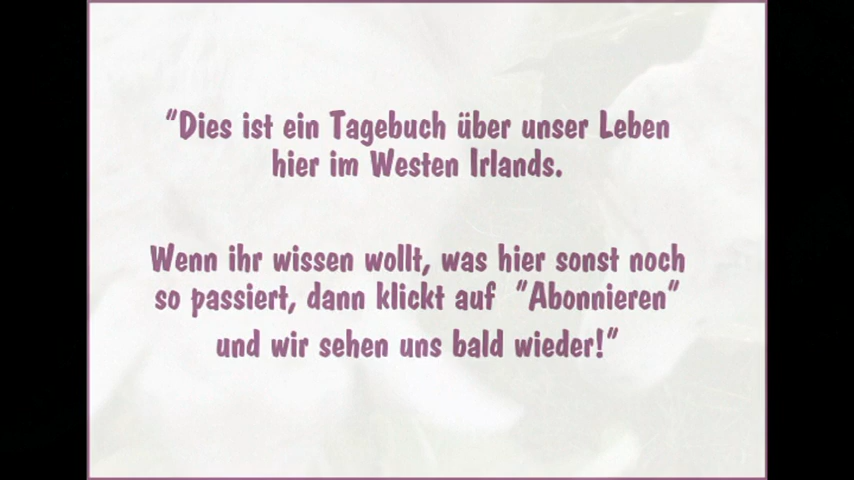 "Dies ist ein Tagebuch über unser Leben
hier im Westen Irlands.
Wenn ihr wissen wollt, was hier sonst noch
so passiert, dann klickt auf "Abonnieren"
und wir sehen uns bald wieder!"